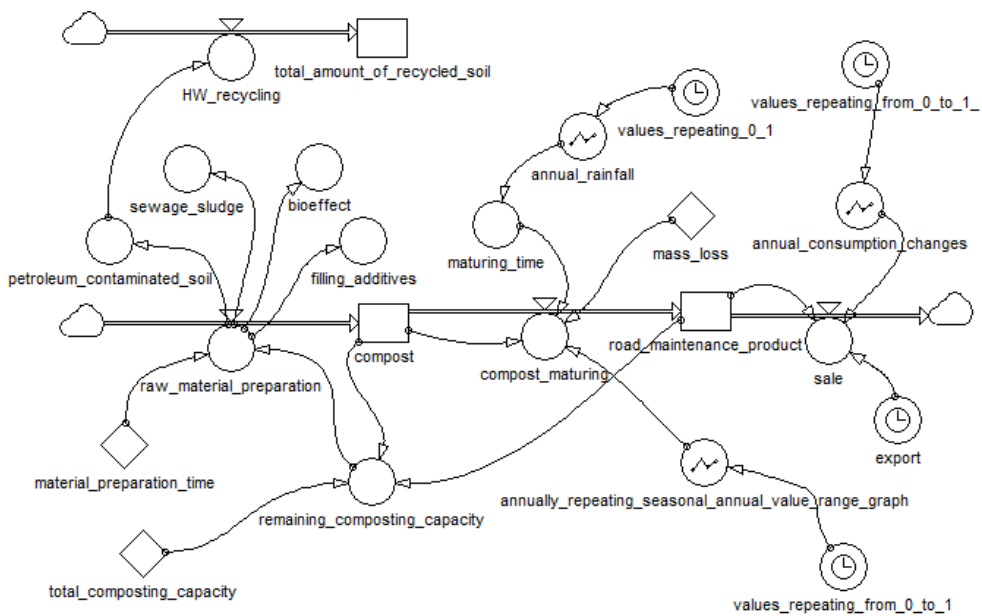 total_amount_of_recycled_soil
HW_recycling
values_repeating_from_0_to_1_
values_repeating_0_1
annual_rainfall
sewage_sludge
bioeffect
maturing_time
mass_loss
annual_consumption_changes
petroleum_contaminated_soil
filling_additives
compost
road_maintenance_product
raw_material_preparation
compost_maturing
sale
material_preparation_time
export
remaining_composting_capacity
annually_repeating_seasonal_annual_value_range_graph
total_composting_capacity
values_repeating_from_0_to_1